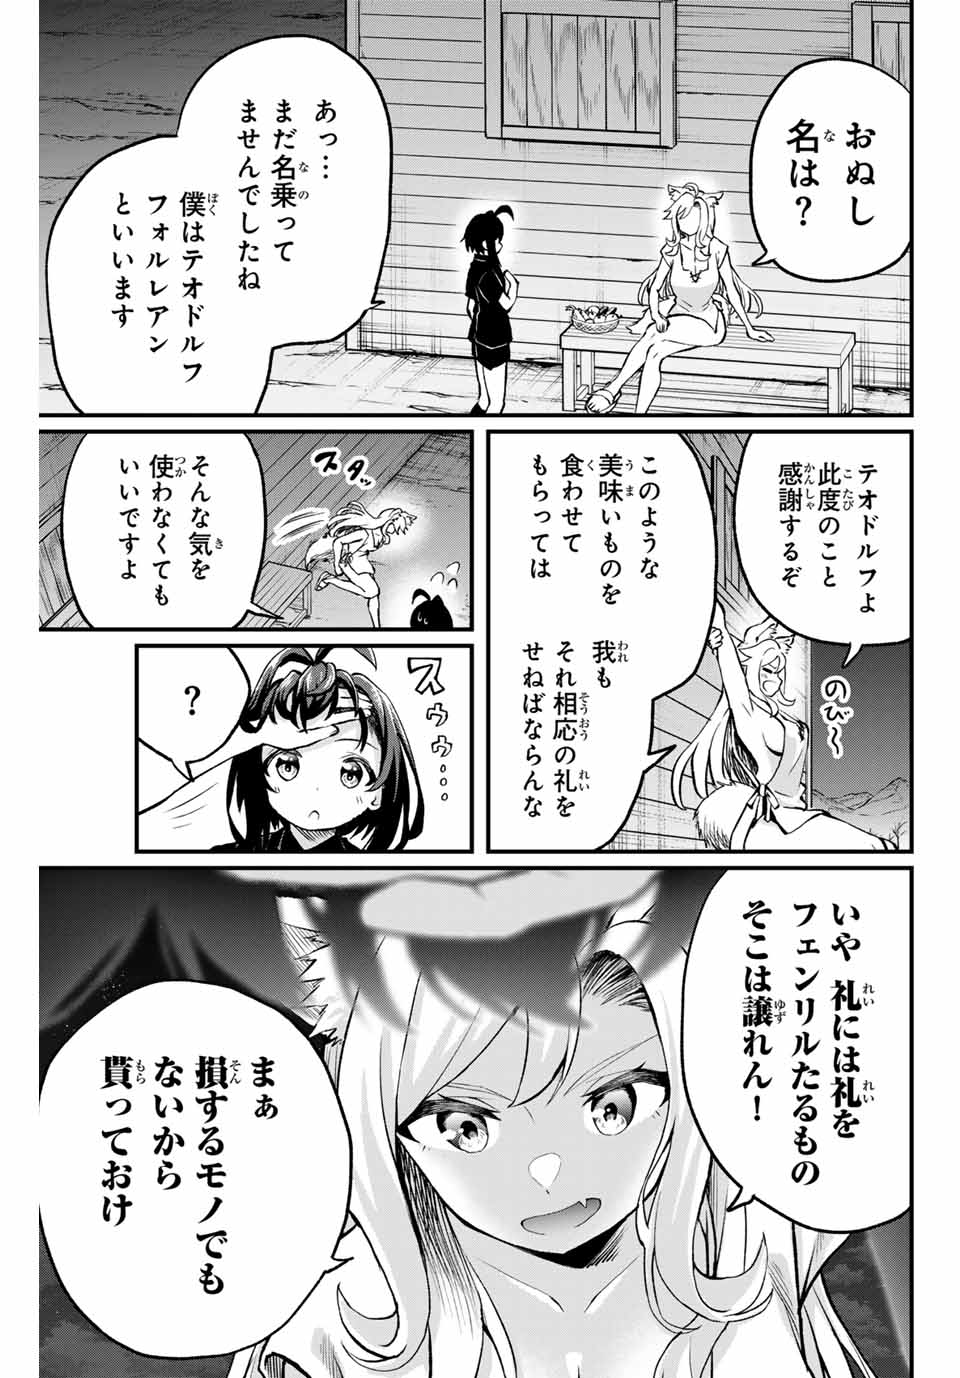 おぬし
名は？
あっ…
まだ名乗って
ませんでしたね
僕はテオドルフ
フォルレアン
といいます
テオドルフよ
此度のこと
感謝するぞ
のび〜
このような
美味いものを
食わせて
もらっては
我も
それ相応の礼を
せねばならんな
そんな気を
使わなくても
いいですよ
スタッ
スゥゥゥ…
？
いや 礼には礼を
フェンリルたるもの
そこは譲れん！
まぁ
損するモノでも
ないから
貰っておけ